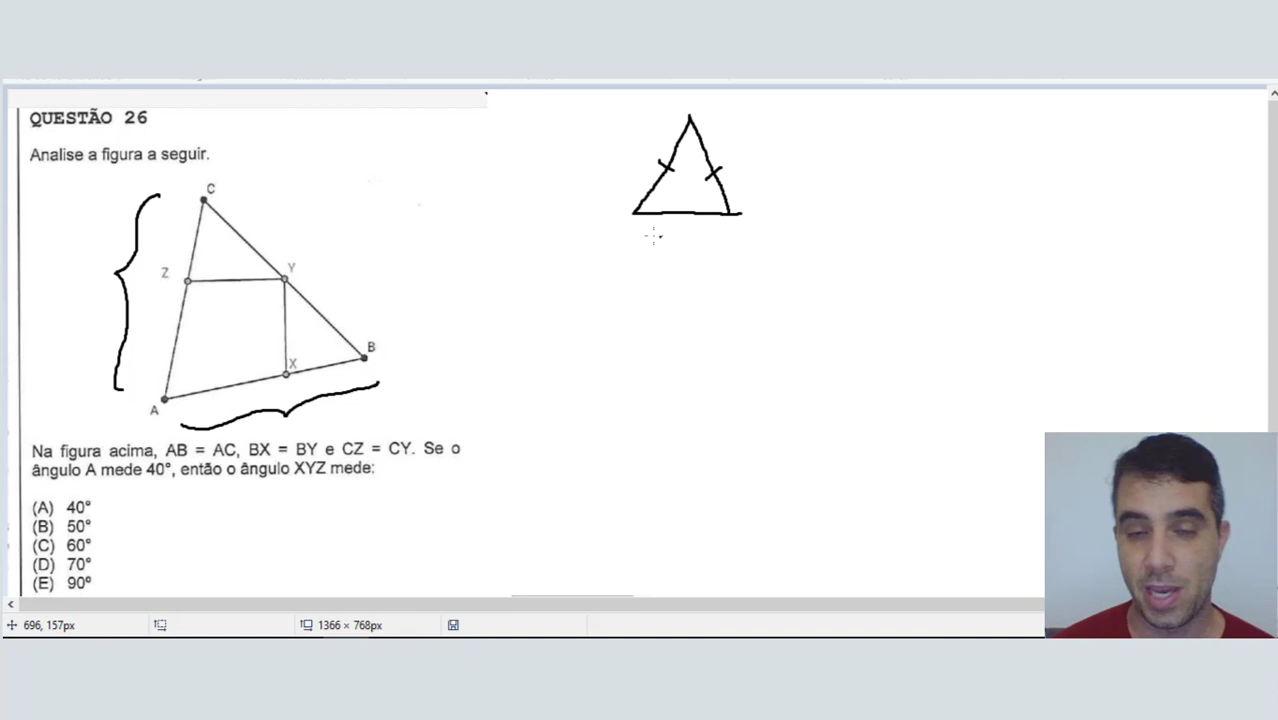 QUESTÃO 26
Analise a figura a seguir.
C
Z
Y
B
X
A
Na figura acima, AB = AC, BX = BY e CZ = CY. Se o
ângulo A mede 40°, então o ângulo XYZ mede:
(A) 40°
(B) 50°
(C) 60°
(D) 70°
(E) 90º
696, 157px
1366 × 768px